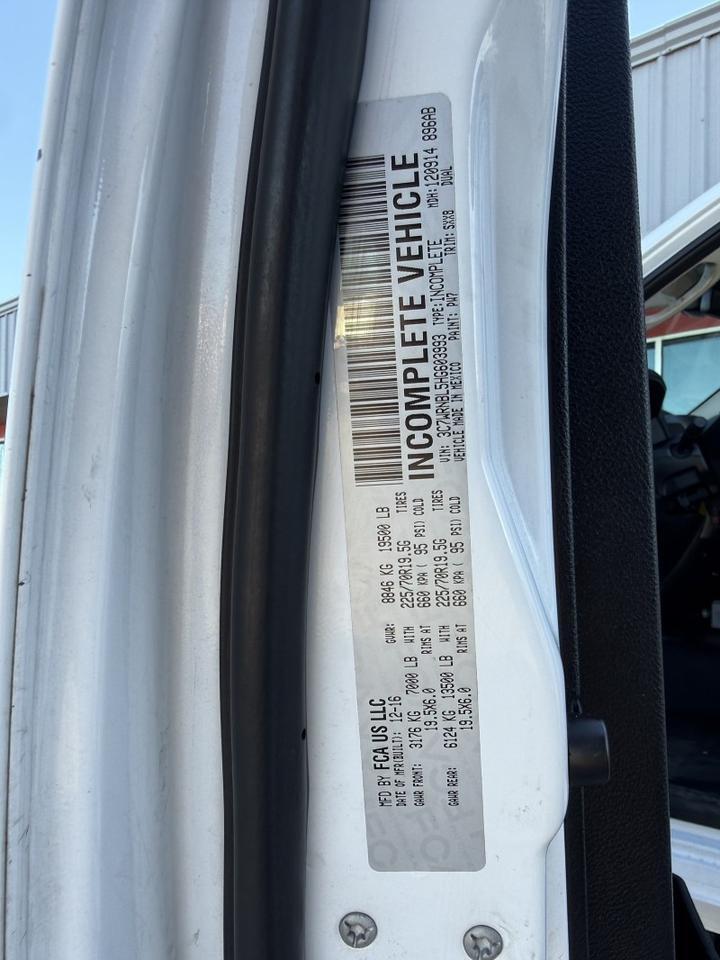 MFD BY FCA US LLC
DATE OF MFR(BUILT): 12-16 GVWR: 8846 KG 19500 LB
GAWR FRONT: 3176 KG 7000 LB WITH 225/70R19.5G TIRES
19.5X6.0 RIMS AT 660 KPA ( 95 PSI) COLD
GAWR REAR: 6124 KG 13500 LB WITH 225/70R19.5G TIRES
19.5X6.0 RIMS AT 660 KPA ( 95 PSI) COLD
INCOMPLETE VEHICLE
MDH: 120914 896AB
VIN: 3C7WRNBL5HG603993 TYPE: INCOMPLETE DUAL
VEHICLE MADE IN MEXICO PAINT: PW7 TRIM: SXX8